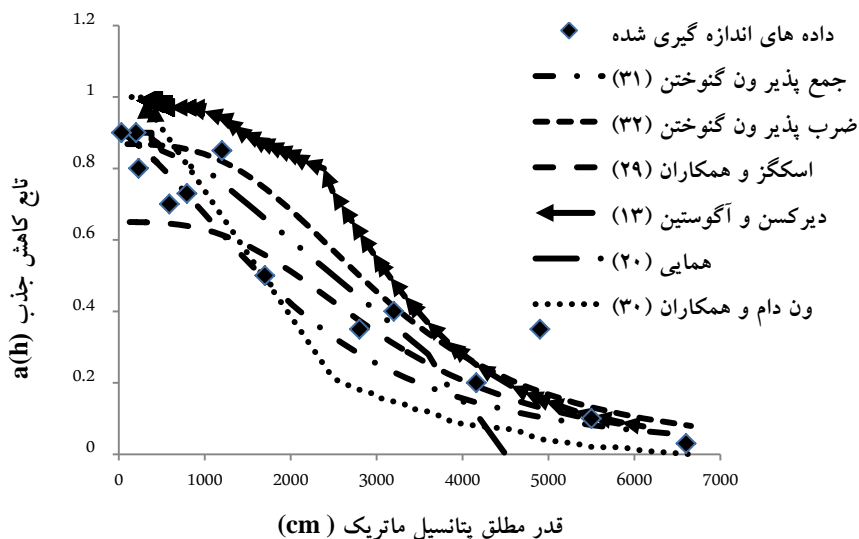 تابع کاهش جذب a(h)
1.2
1
0.8
0.6
0.4
0.2
0
0 1000 2000 3000 4000 5000 6000 7000
قدر مطلق پتانسیل ماتریک ( cm)
داده های اندازه گیری شده
جمع پذیر ون گنوختن (۳۱)
ضرب پذیر ون گنوختن (۳۲)
اسکگز و همکاران (۲۹)
دیرکسن و آگوستین (۱۳)
همایی (۲۰)
ون دام و همکاران (۳۰)